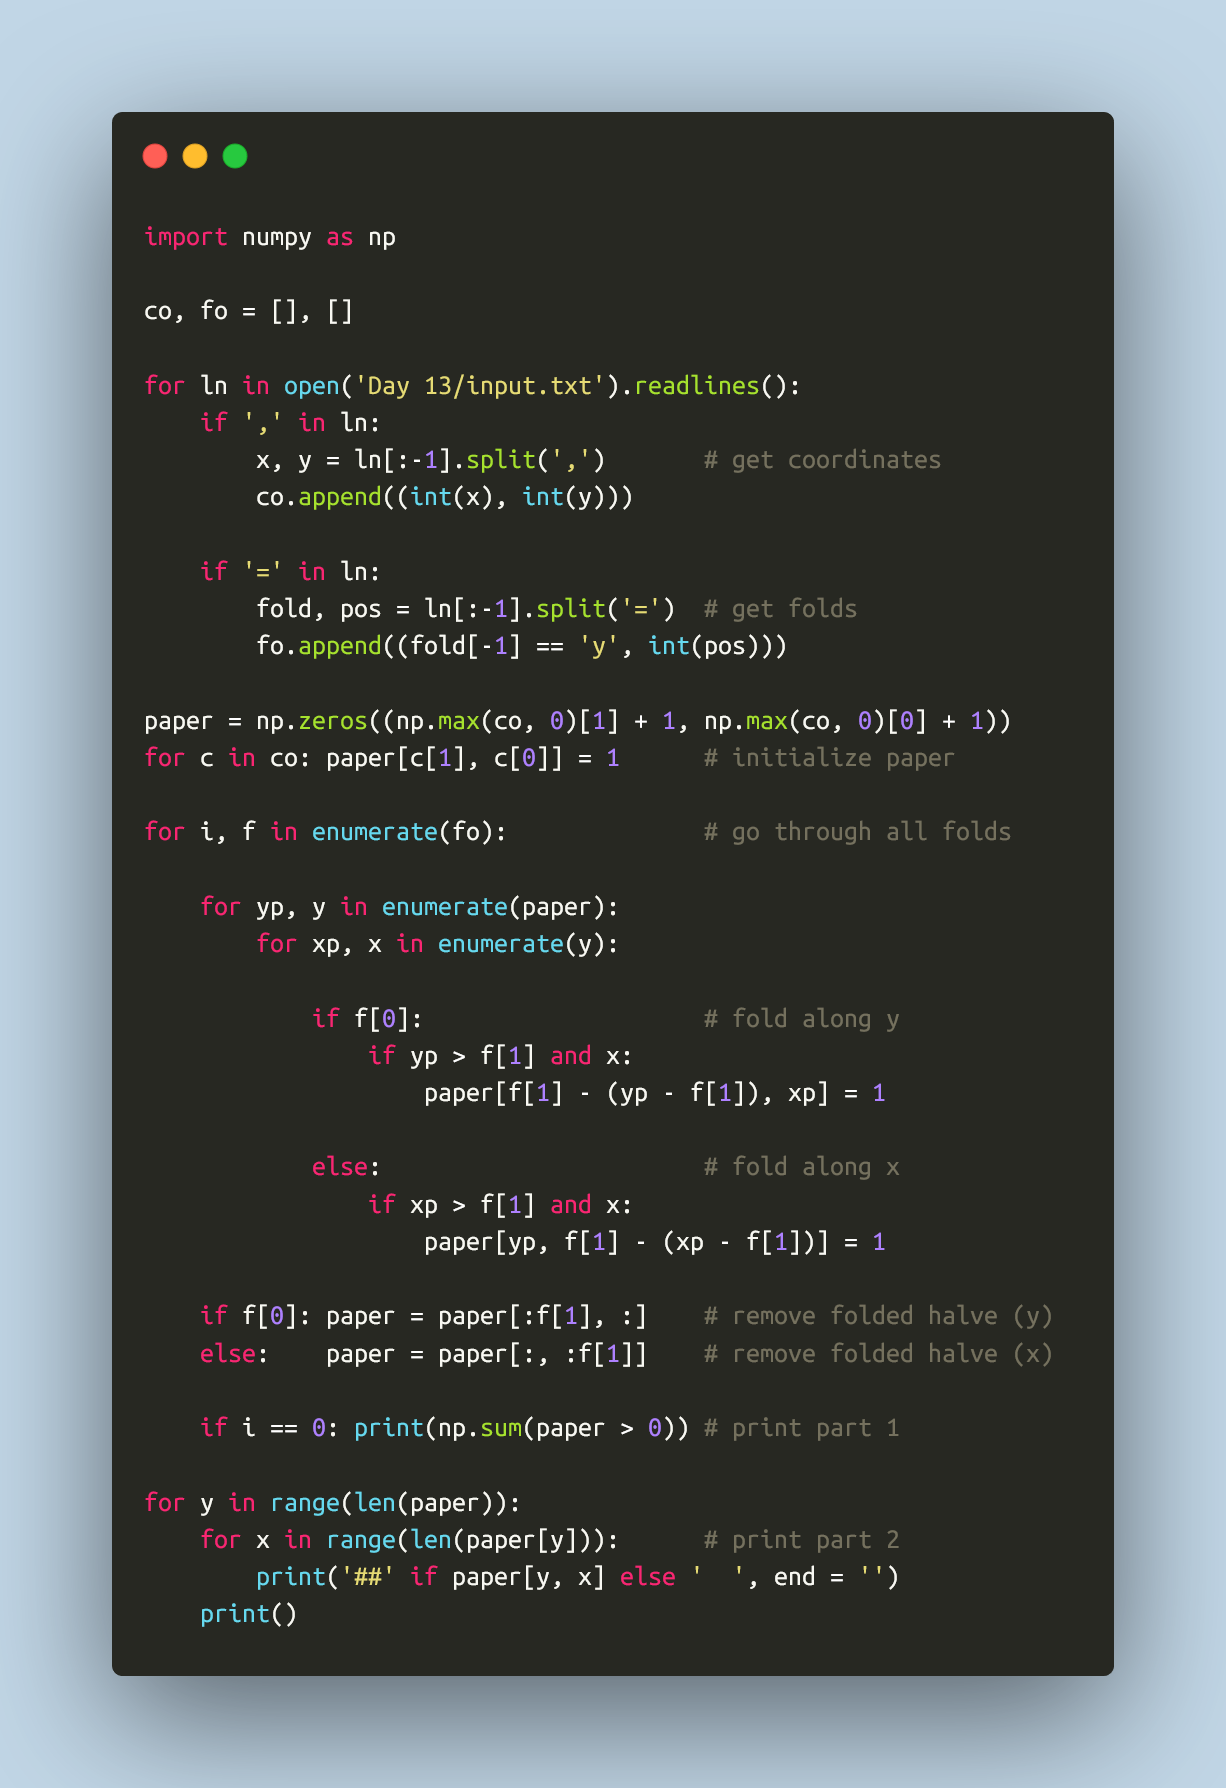 import numpy as np
co, fo = [], []
for ln in open('Day 13/input.txt').readlines():
    if ',' in ln:
        x, y = ln[:-1].split(',')       # get coordinates
        co.append((int(x), int(y)))
    if '=' in ln:
        fold, pos = ln[:-1].split('=')  # get folds
        fo.append((fold[-1] == 'y', int(pos)))
paper = np.zeros((np.max(co, 0)[1] + 1, np.max(co, 0)[0] + 1))
for c in co: paper[c[1], c[0]] = 1      # initialize paper
for i, f in enumerate(fo):              # go through all folds
    for yp, y in enumerate(paper):
        for xp, x in enumerate(y):
            if f[0]:                    # fold along y
                if yp > f[1] and x:
                    paper[f[1] - (yp - f[1]), xp] = 1
            else:                       # fold along x
                if xp > f[1] and x:
                    paper[yp, f[1] - (xp - f[1])] = 1
    if f[0]: paper = paper[:f[1], :]    # remove folded halve (y)
    else:    paper = paper[:, :f[1]]    # remove folded halve (x)
    if i == 0: print(np.sum(paper > 0)) # print part 1
for y in range(len(paper)):
    for x in range(len(paper[y])):      # print part 2
        print('##' if paper[y, x] else '  ', end = '')
    print()